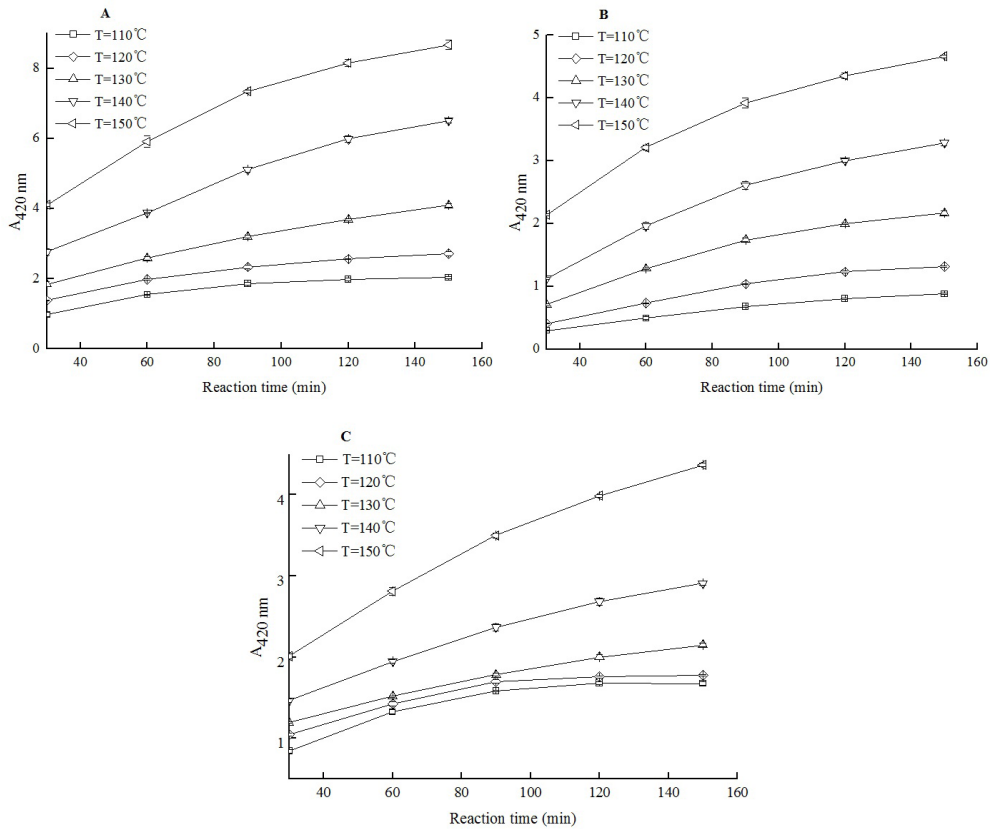 A
T=110℃
T=120℃
T=130℃
T=140℃
T=150℃
8
6
4
2
0
A420 nm
40 60 80 100 120 140 160
Reaction time (min)
B
T=110℃
T=120℃
T=130℃
T=140℃
T=150℃
5
4
3
2
1
0
A420 nm
40 60 80 100 120 140 160
Reaction time (min)
C
T=110℃
T=120℃
T=130℃
T=140℃
T=150℃
4
3
2
1
A420 nm
40 60 80 100 120 140 160
Reaction time (min)